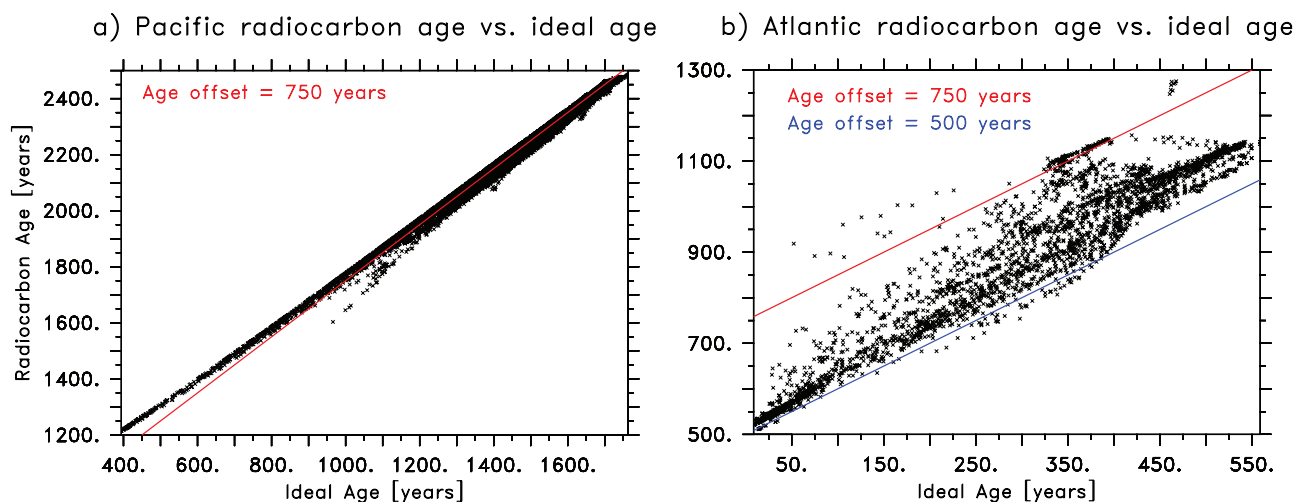 a) Pacific radiocarbon age vs. ideal age
Age offset = 750 years
2400.
2200.
2000.
1800.
1600.
1400.
1200.
Radiocarbon Age [years]
400. 600. 800. 1000. 1200. 1400. 1600.
Ideal Age [years]
b) Atlantic radiocarbon age vs. ideal age
Age offset = 750 years
Age offset = 500 years
1300.
1100.
900.
700.
500.
50. 150. 250. 350. 450. 550.
Ideal Age [years]